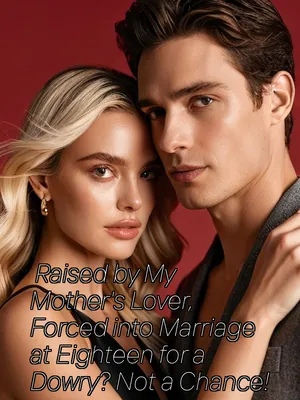 Raised by My
Mother's Lover,
Forced into Marriage
at Eighteen for a
Dowry? Not a Chance!